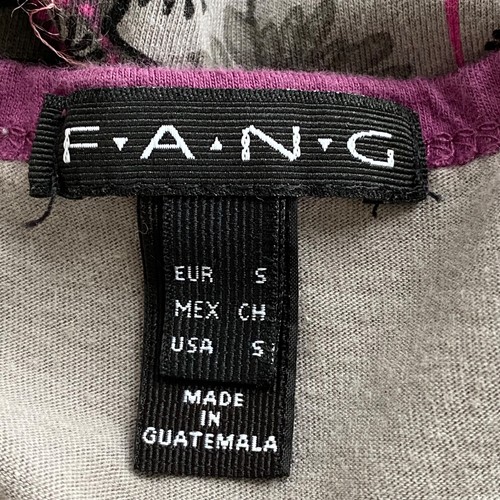 F▾A▴N▾G
EUR S
MEX CH
USA S
MADE
IN
GUATEMALA